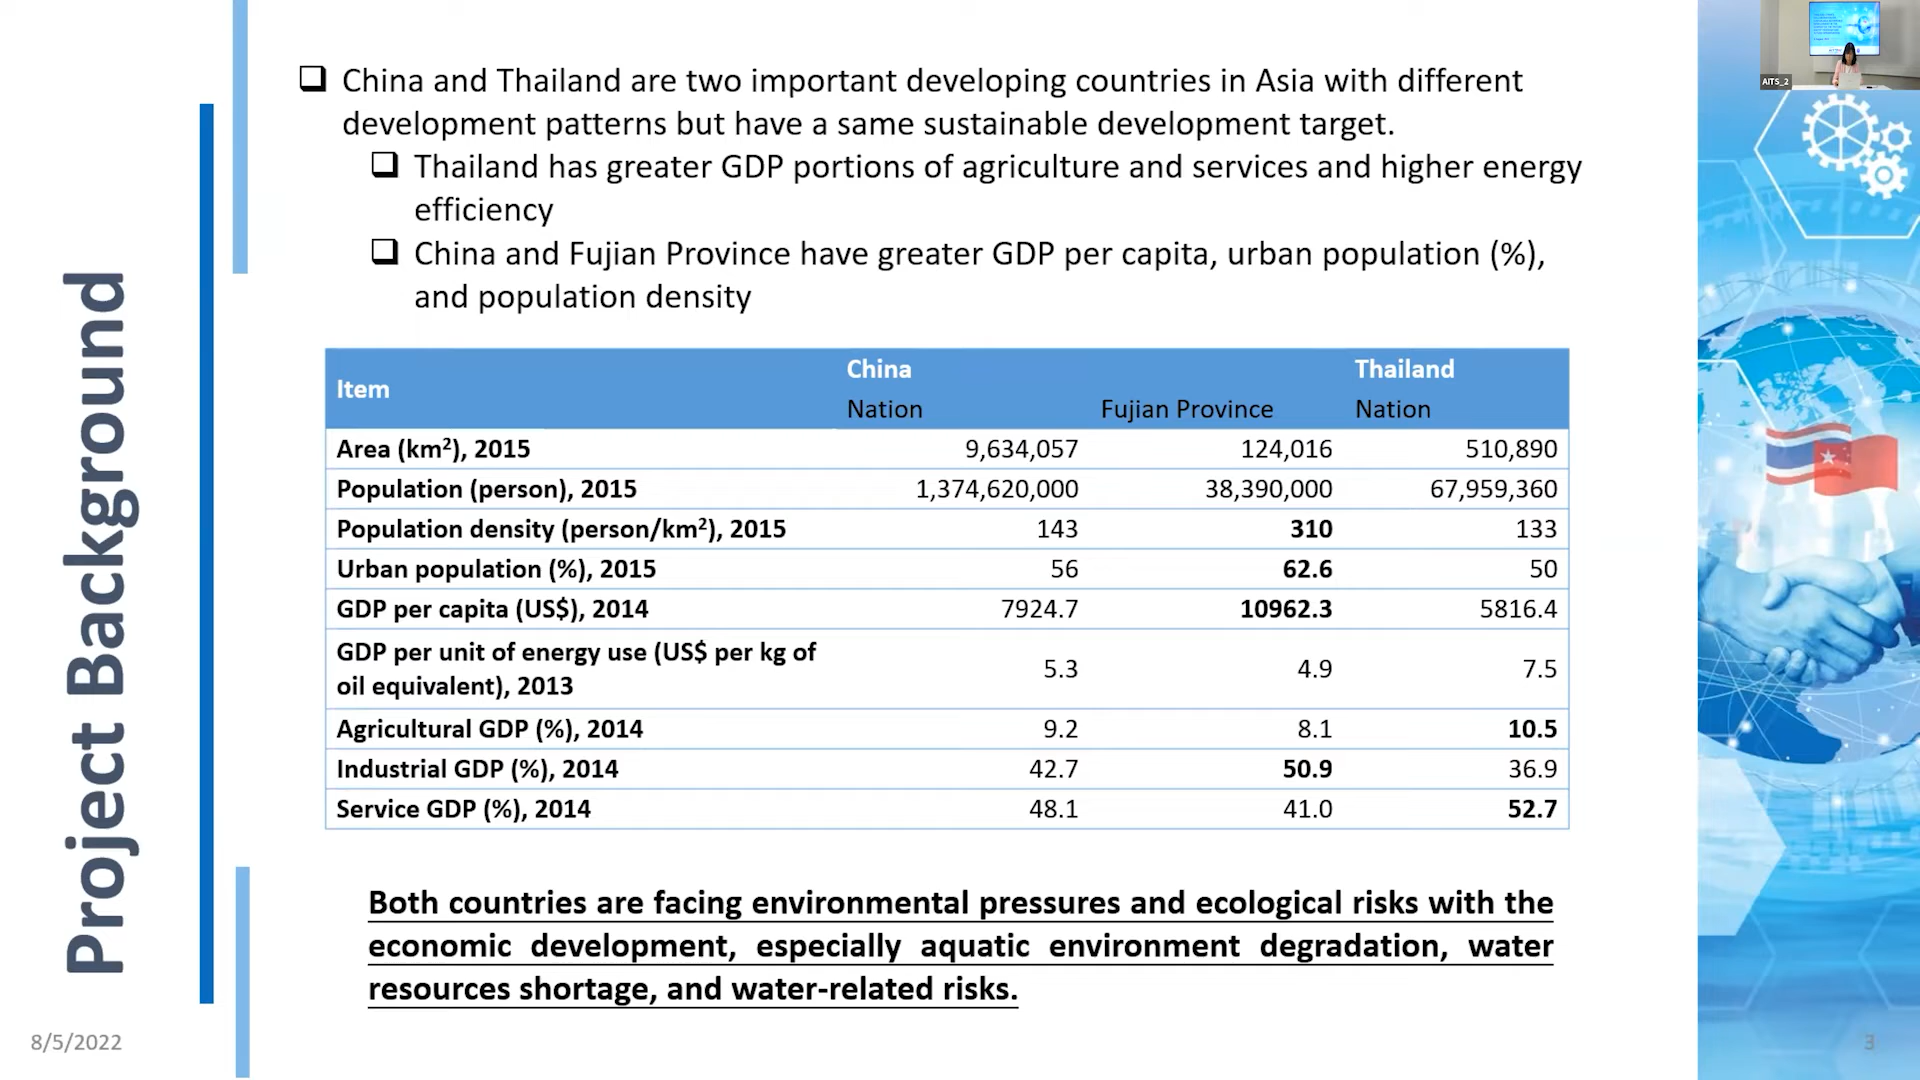 China and Thailand are two important developing countries in Asia with different
development patterns but have a same sustainable development target.
Thailand has greater GDP portions of agriculture and services and higher energy
efficiency
China and Fujian Province have greater GDP per capita, urban population (%),
and population density
Project Background
Item China Thailand
Nation Fujian Province Nation
Area (km²), 2015 9,634,057 124,016 510,890
Population (person), 2015 1,374,620,000 38,390,000 67,959,360
Population density (person/km²), 2015 143 310 133
Urban population (%), 2015 56 62.6 50
GDP per capita (US$), 2014 7924.7 10962.3 5816.4
GDP per unit of energy use (US$ per kg of
oil equivalent), 2013 5.3 4.9 7.5
Agricultural GDP (%), 2014 9.2 8.1 10.5
Industrial GDP (%), 2014 42.7 50.9 36.9
Service GDP (%), 2014 48.1 41.0 52.7
Both countries are facing environmental pressures and ecological risks with the
economic development, especially aquatic environment degradation, water
resources shortage, and water-related risks.
8/5/2022
3
AITS_2